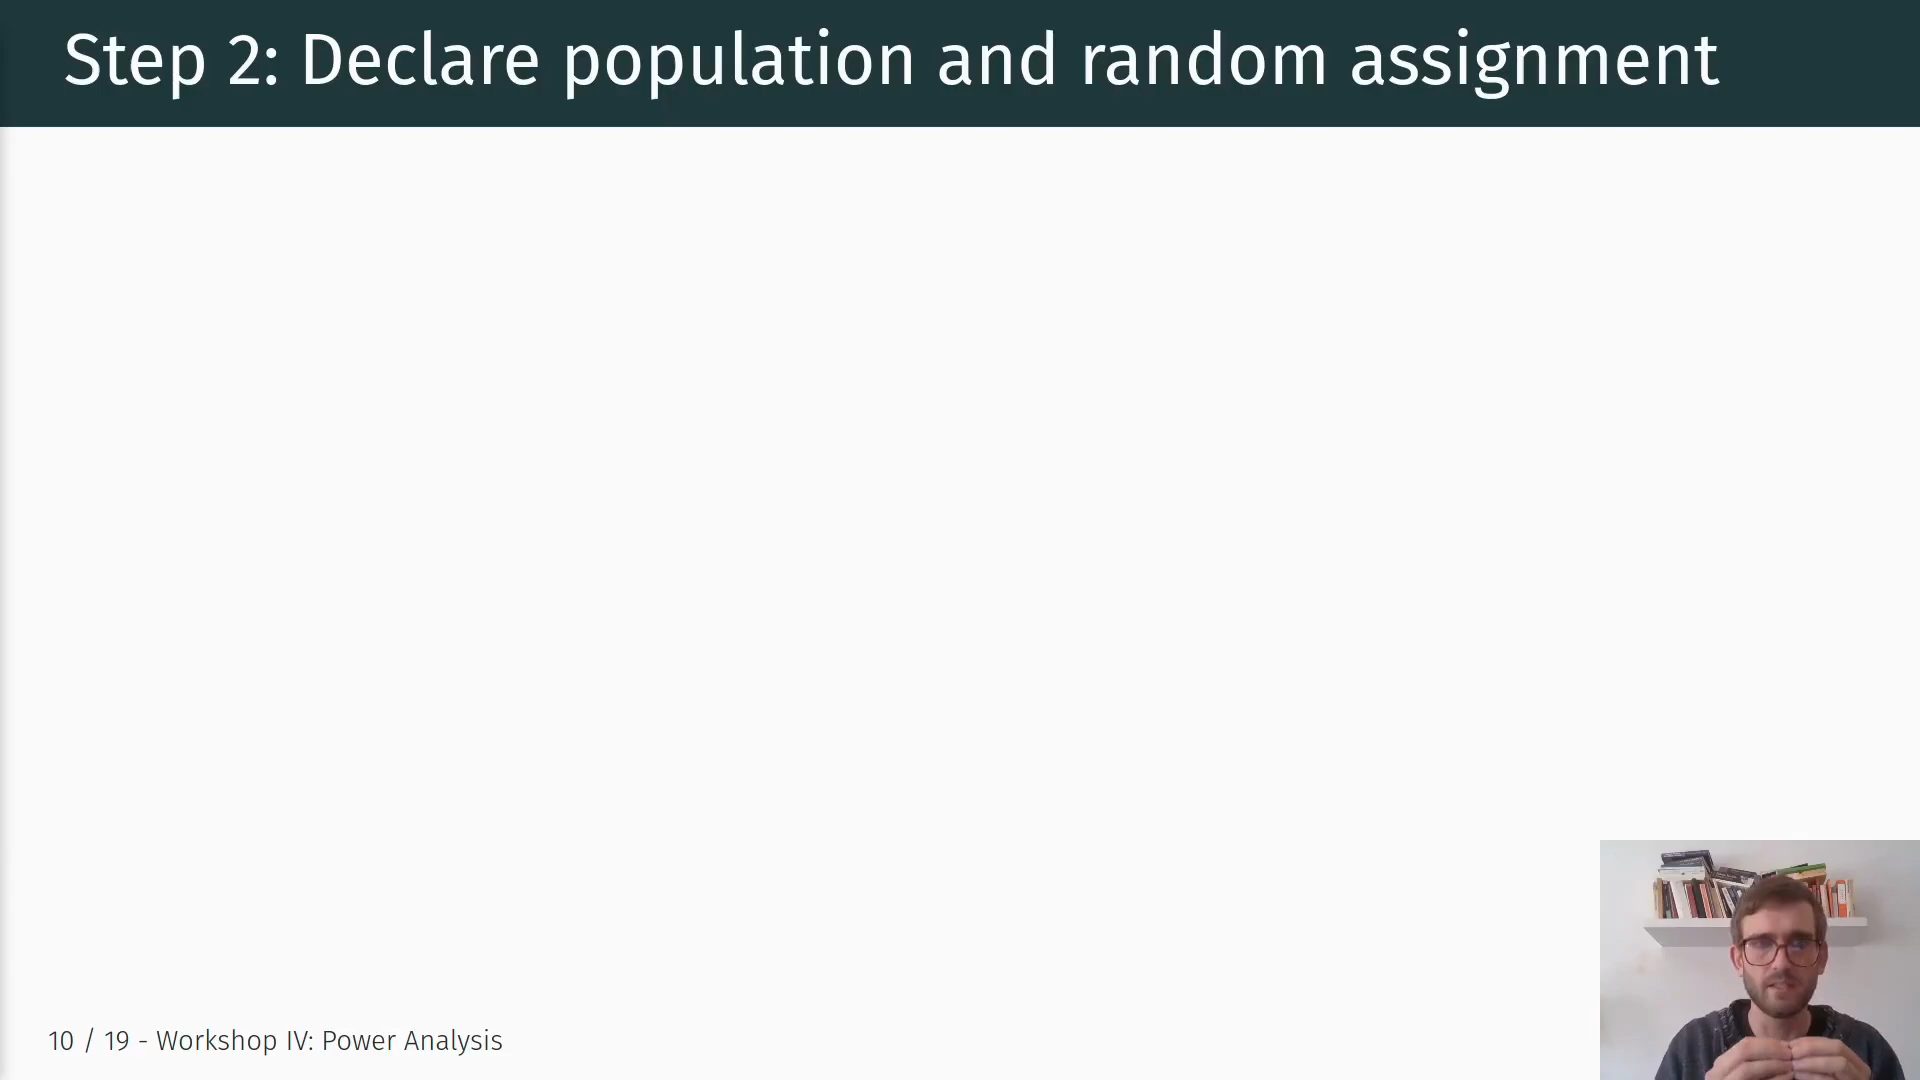 Step 2: Declare population and random assignment
10 / 19 - Workshop IV: Power Analysis